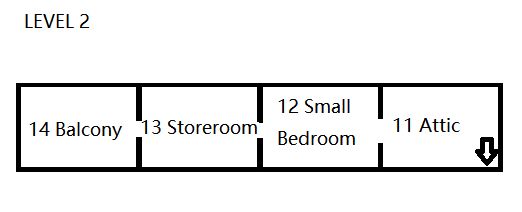 LEVEL 2
14 Balcony
13 Storeroom
12 Small
Bedroom
11 Attic